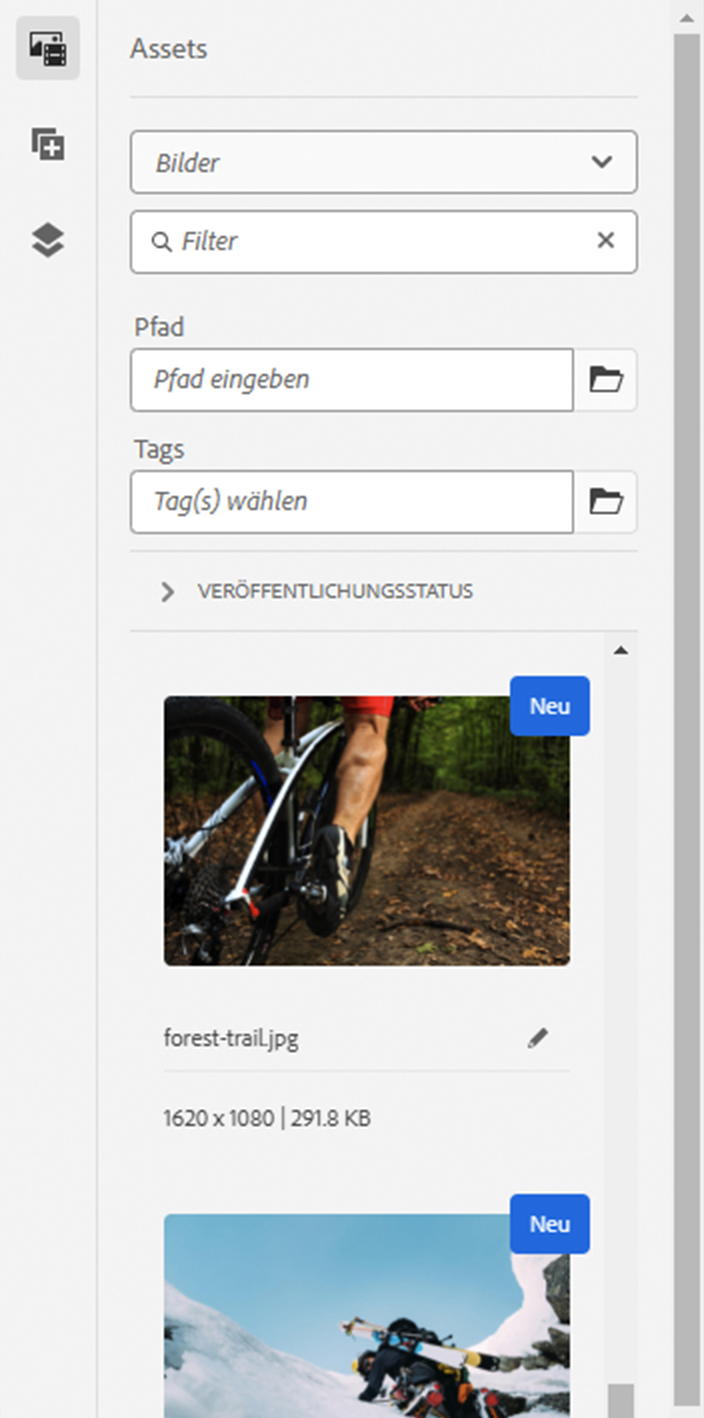 Assets
Bilder
Filter
Pfad
Pfad eingeben
Tags
Tag(s) wählen
VERÖFFENTLICHUNGSSTATUS
Neu
forest-trail.jpg
1620 x 1080 | 291.8 KB
Neu